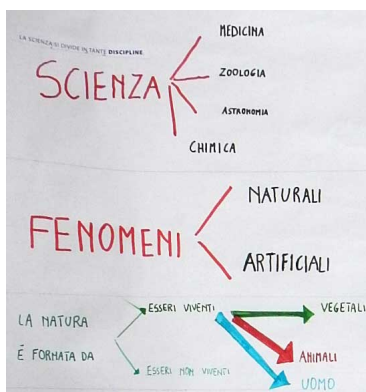 LA SCIENZA SI DIVIDE IN TANTE DISCIPLINE
SCIENZA
MEDICINA
ZOOLOGIA
ASTRONOMIA
CHIMICA
FENOMENI
NATURALI
ARTIFICIALI
LA NATURA
É FORMATA DA
ESSERI VIVENTI
ESSERI NON VIVENTI
VEGETALI
ANIMALI
UOMO